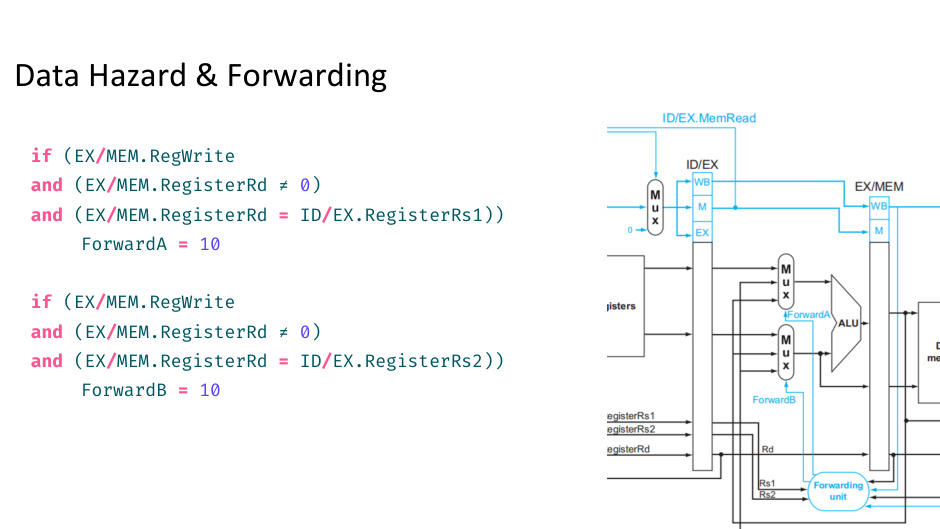 Data Hazard & Forwarding
if (EX/MEM.RegWrite
and (EX/MEM.RegisterRd ≠ 0)
and (EX/MEM.RegisterRd = ID/EX.RegisterRs1))
ForwardA = 10
if (EX/MEM.RegWrite
and (EX/MEM.RegisterRd ≠ 0)
and (EX/MEM.RegisterRd = ID/EX.RegisterRs2))
ForwardB = 10
ID/EX.MemRead
ID/EX
EX/MEM
WB
M
EX
WB
M
Mux
0
isters
Mux
ForwardA
ALU
Mux
D
me
ForwardB
egisterRs1
egisterRs2
egisterRd
Rd
Rs1
Rs2
Forwarding
unit